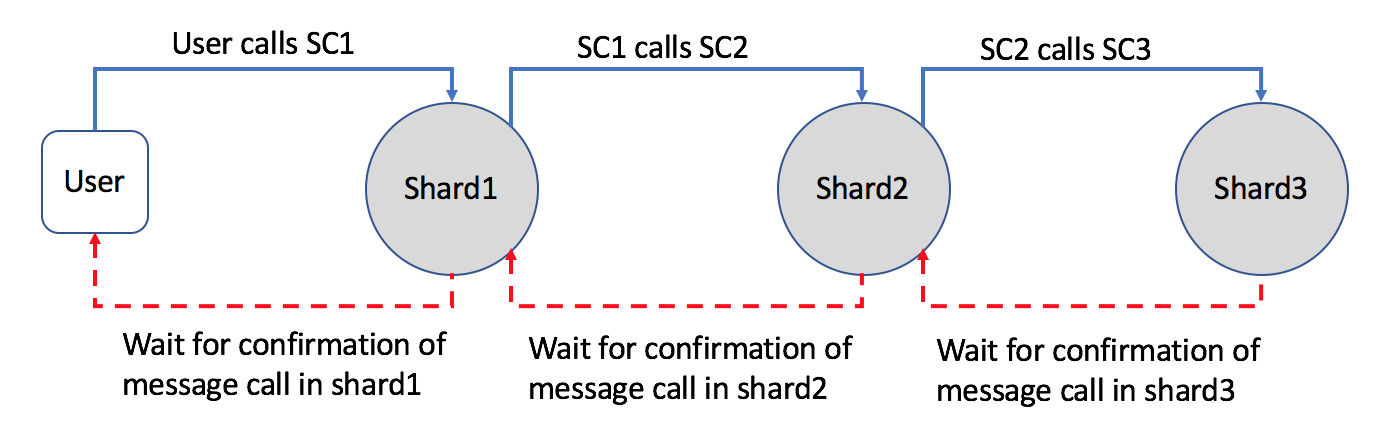 User calls SC1
SC1 calls SC2
SC2 calls SC3
User
Shard1
Shard2
Shard3
Wait for confirmation of
message call in shard1
Wait for confirmation of
message call in shard2
Wait for confirmation of
message call in shard3